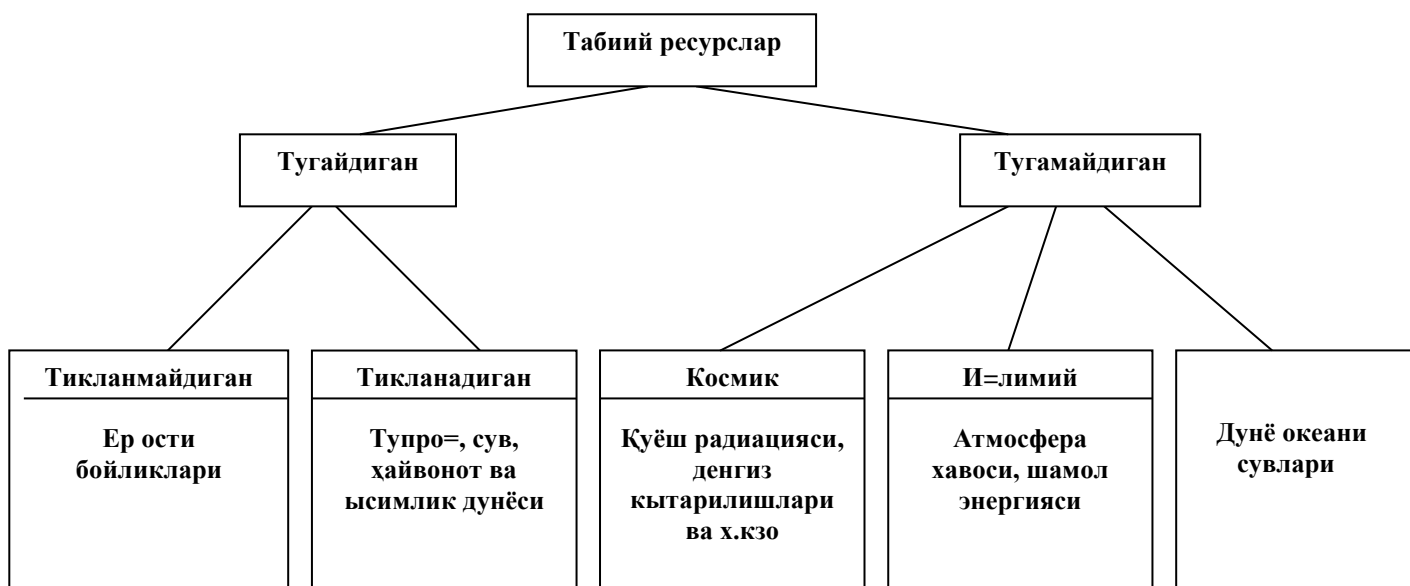 Табиий ресурслар
Тугайдиган
Тугамайдиган
Тикланмайдиган
Ер ости
бойликлари
Тикланадиган
Тупро=, сув,
ҳайвонот ва
ысимлик дунёси
Космик
Қуёш радиацияси,
денгиз
кытарилишлари
ва х.кзо
И=лимий
Атмосфера
хавоси, шамол
энергияси
Дунё океани
сувлари